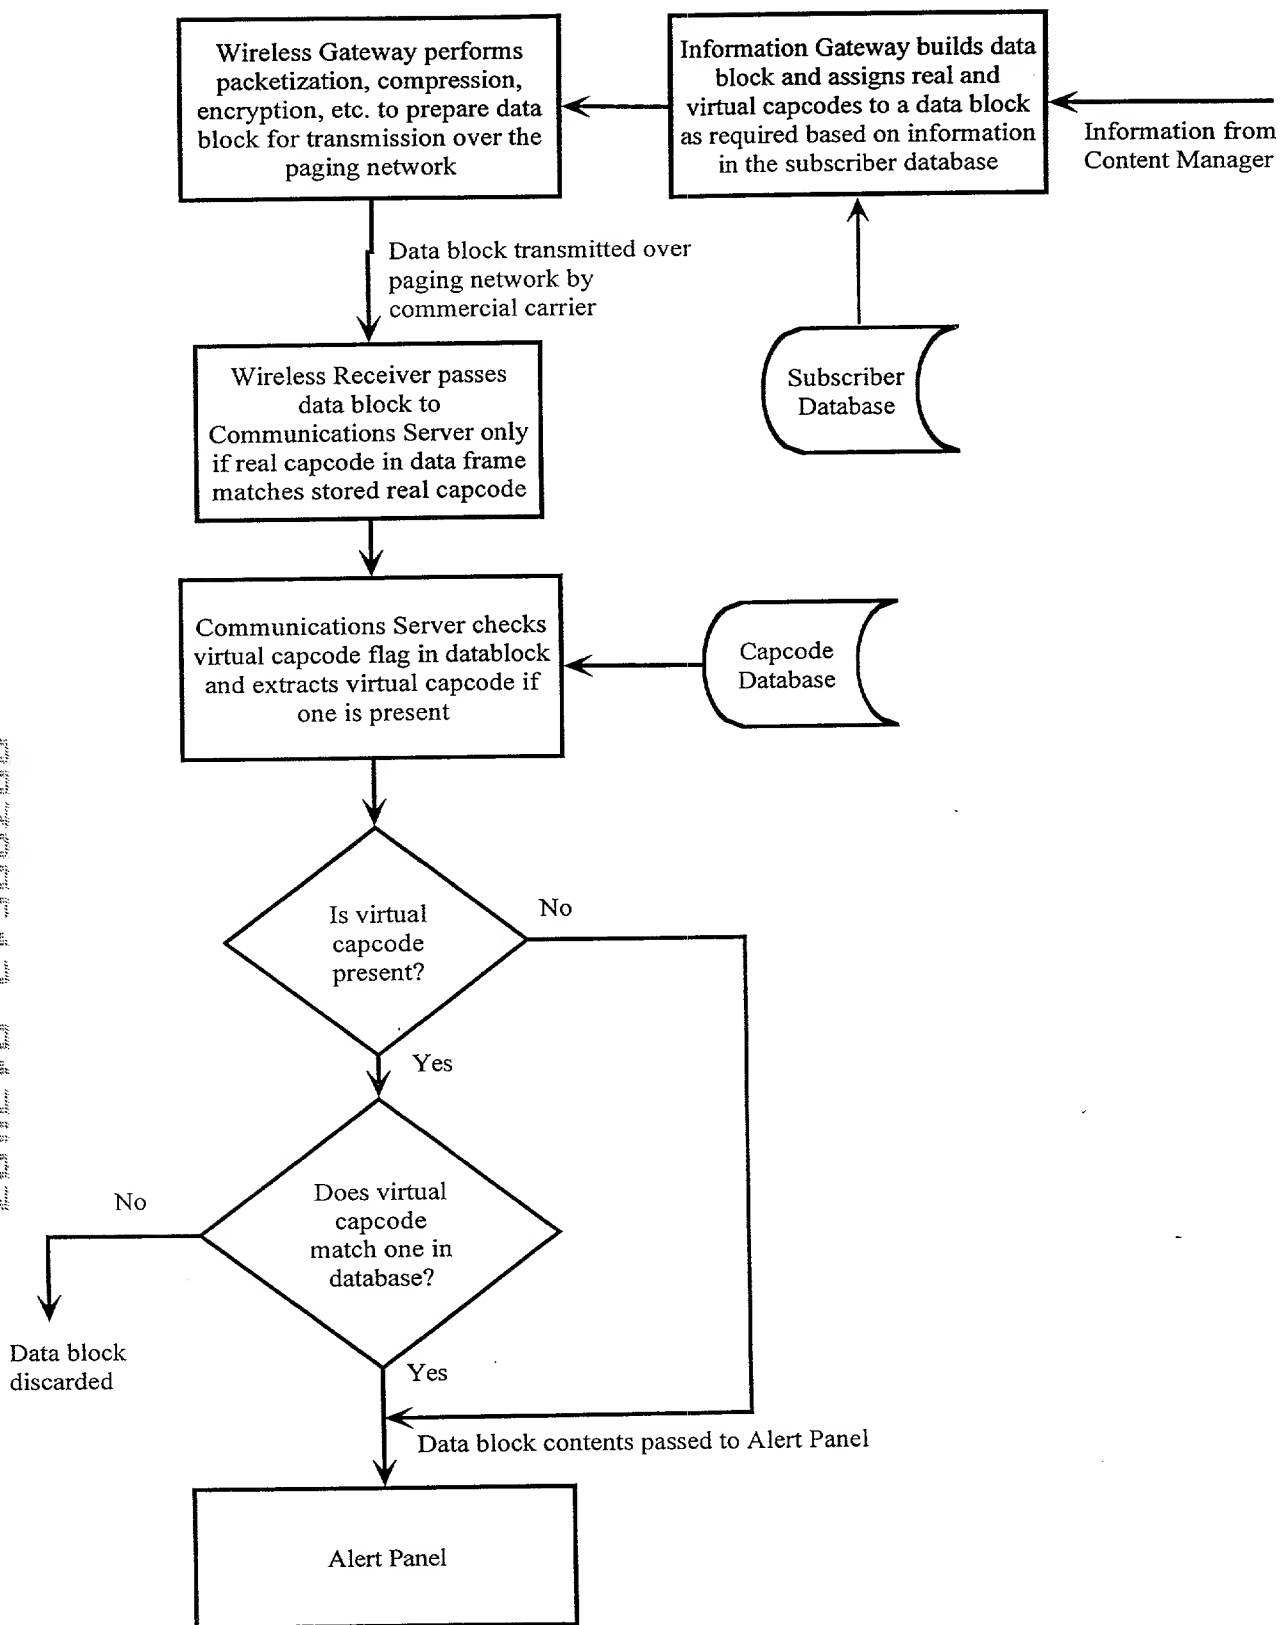 Wireless Gateway performs
packetization, compression,
encryption, etc. to prepare data
block for transmission over the
paging network
Information Gateway builds data
block and assigns real and
virtual capcodes to a data block
as required based on information
in the subscriber database
Information from
Content Manager
Data block transmitted over
paging network by
commercial carrier
Subscriber
Database
Wireless Receiver passes
data block to
Communications Server only
if real capcode in data frame
matches stored real capcode
Communications Server checks
virtual capcode flag in datablock
and extracts virtual capcode if
one is present
Capcode
Database
Is virtual
capcode
present?
No
Yes
Does virtual
capcode
match one in
database?
No
Data block
discarded
Yes
Data block contents passed to Alert Panel
Alert Panel